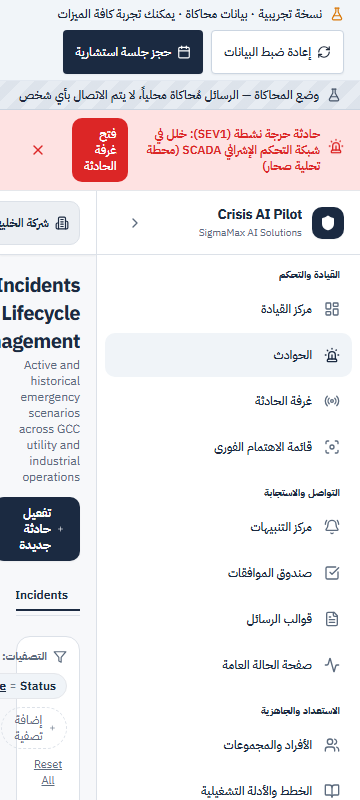 نسخة تجريبية · بيانات محاكاة · يمكنك تجربة كافة الميزات
إعادة ضبط البيانات
حجز جلسة استشارية
وضع المحاكاة — الرسائل مُحاكاة محلياً، لا يتم الاتصال بأي شخص
حادثة حرجة نشطة (SEV1): خلل في
شبكة التحكم الإشرافي SCADA (محطة
تحلية صحار)
فتح
غرفة
الحادثة
Crisis AI Pilot
SigmaMax AI Solutions
القيادة والتحكم
مركز القيادة
الحوادث
غرفة الحادثة
قائمة الاهتمام الفوري
التواصل والاستجابة
مركز التنبيهات
صندوق الموافقات
قوالب الرسائل
صفحة الحالة العامة
الاستعداد والجاهزية
الأفراد والمجموعات
الخطط والأدلة التشغيلية
شركة الخليج
Incidents
Lifecycle
nagement
Active and
historical
emergency
scenarios
across GCC
utility and
industrial
operations
+ تفعيل
حادثة
جديدة
Incidents
التصفيات:
Status =
+ إضافة
تصفية
Reset
All